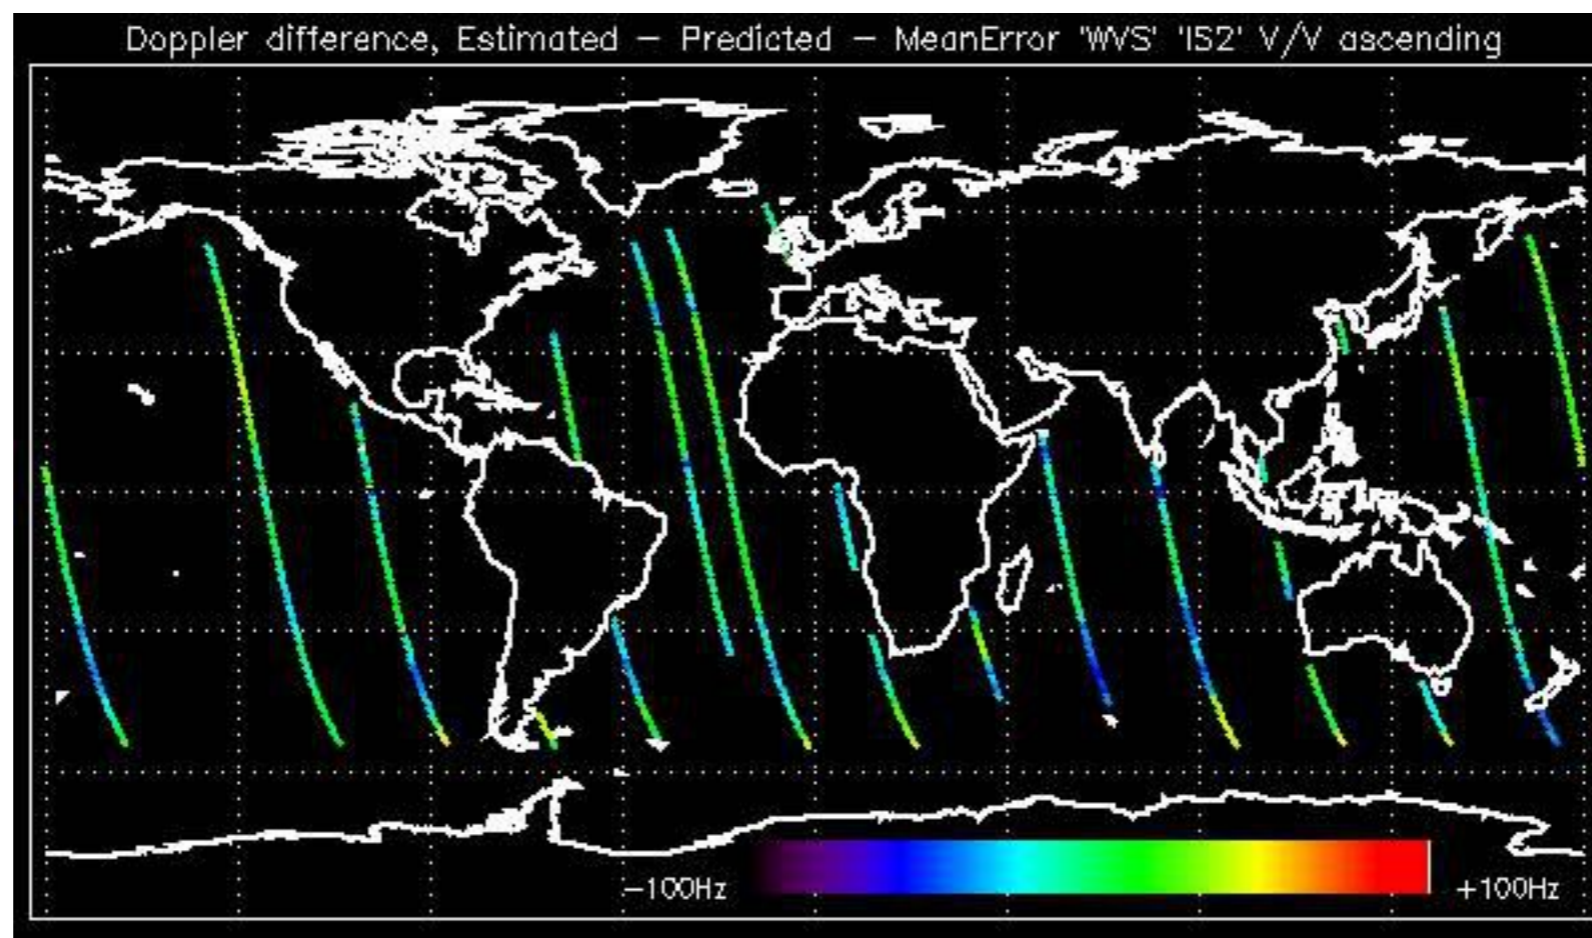 Doppler difference, Estimated – Predicted – MeanError 'WVS' 'IS2' V/V ascending
–100Hz
+100Hz